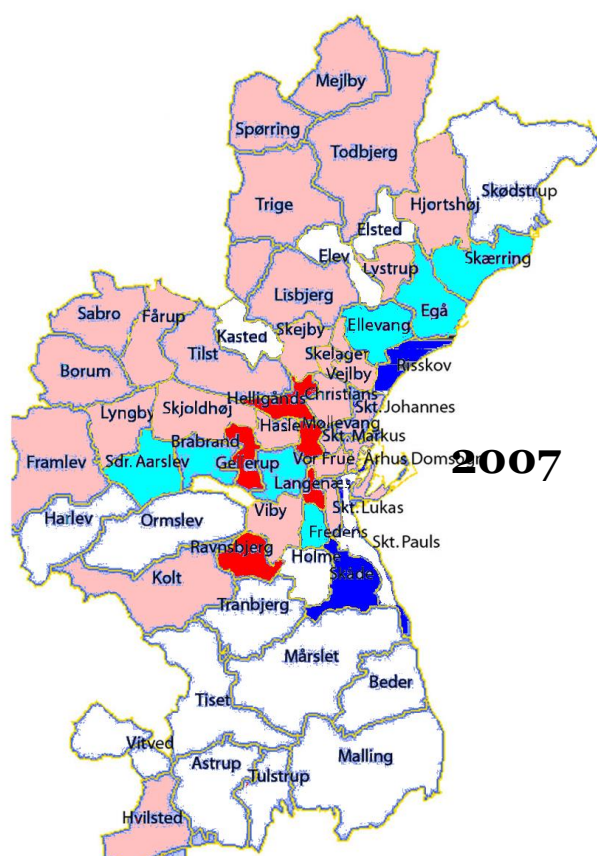 Mejlby
Spørring
Todbjerg
Skødstrup
Trige
Hjortshøj
Elsted
Elev
Skærring
Lystrup
Lisbjerg
Egå
Sabro
Fårup
Skejby
Ellevang
Kasted
Tilst
Skelager
Risskov
Borum
Vejlby
Christians
Helligånds
Lyngby
Skjoldhøj
Skt. Johannes
Hasle
Møllevang
Skt. Markus
Brabrand
Framlev
Sdr. Aarslev
Gellerup
Vor Frue
Århus Domsogn
2007
Langenæs
Harlev
Ormslev
Viby
Skt. Lukas
Fredens
Skt. Pauls
Ravnsbjerg
Holme
Kolt
Skåde
Tranbjerg
Mårslet
Beder
Tiset
Vitved
Astrup
Malling
Tulstrup
Hvilsted